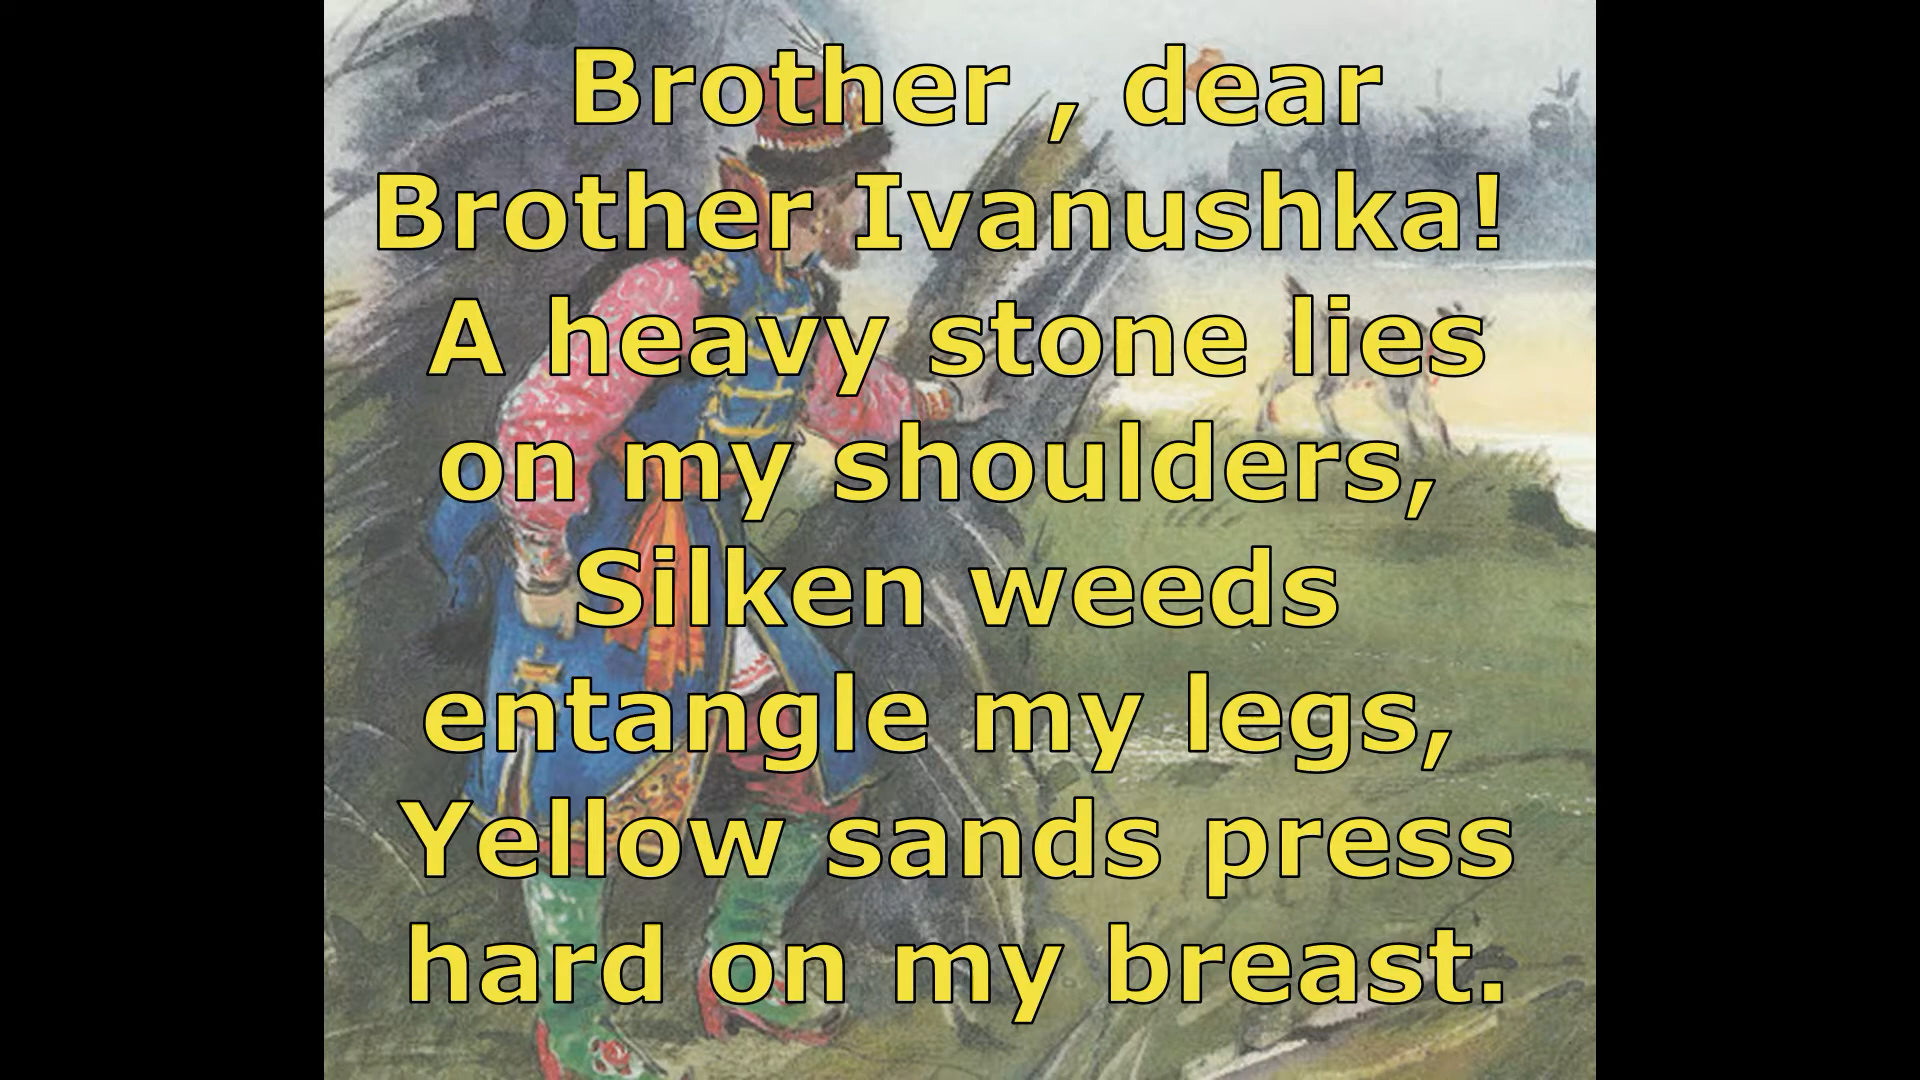 Brother , dear
Brother Ivanushka!
A heavy stone lies
on my shoulders,
Silken weeds
entangle my legs,
Yellow sands press
hard on my breast.